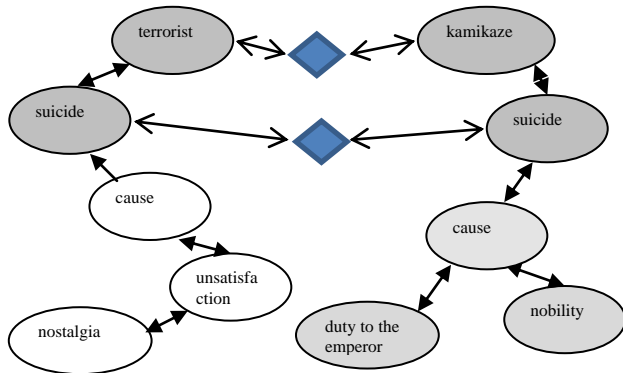 terrorist
kamikaze
suicide
suicide
cause
cause
unsatisfa
ction
nostalgia
duty to the
emperor
nobility